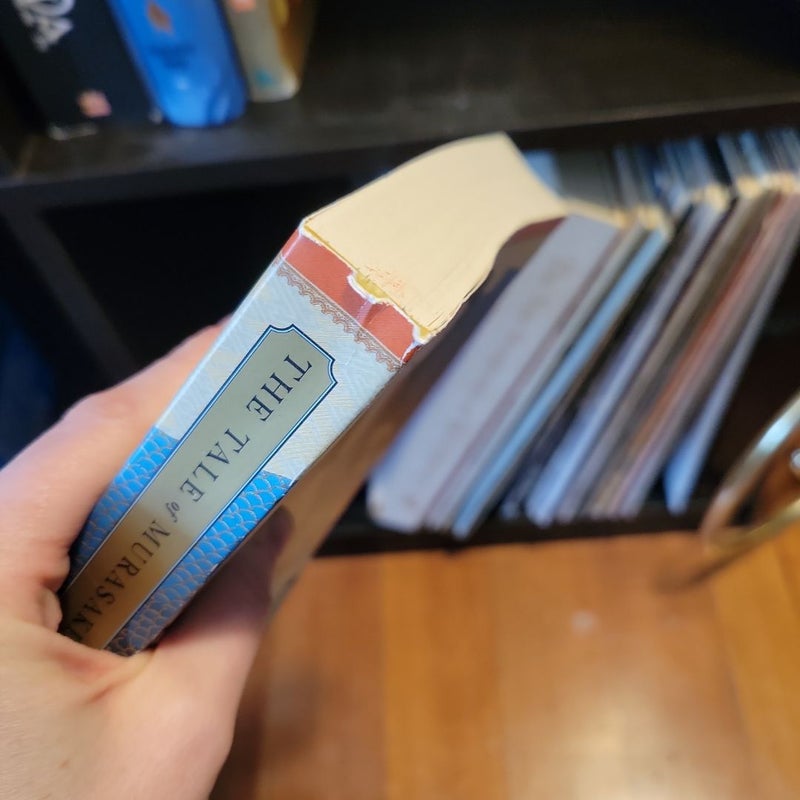 THE TALE of MURASAKI